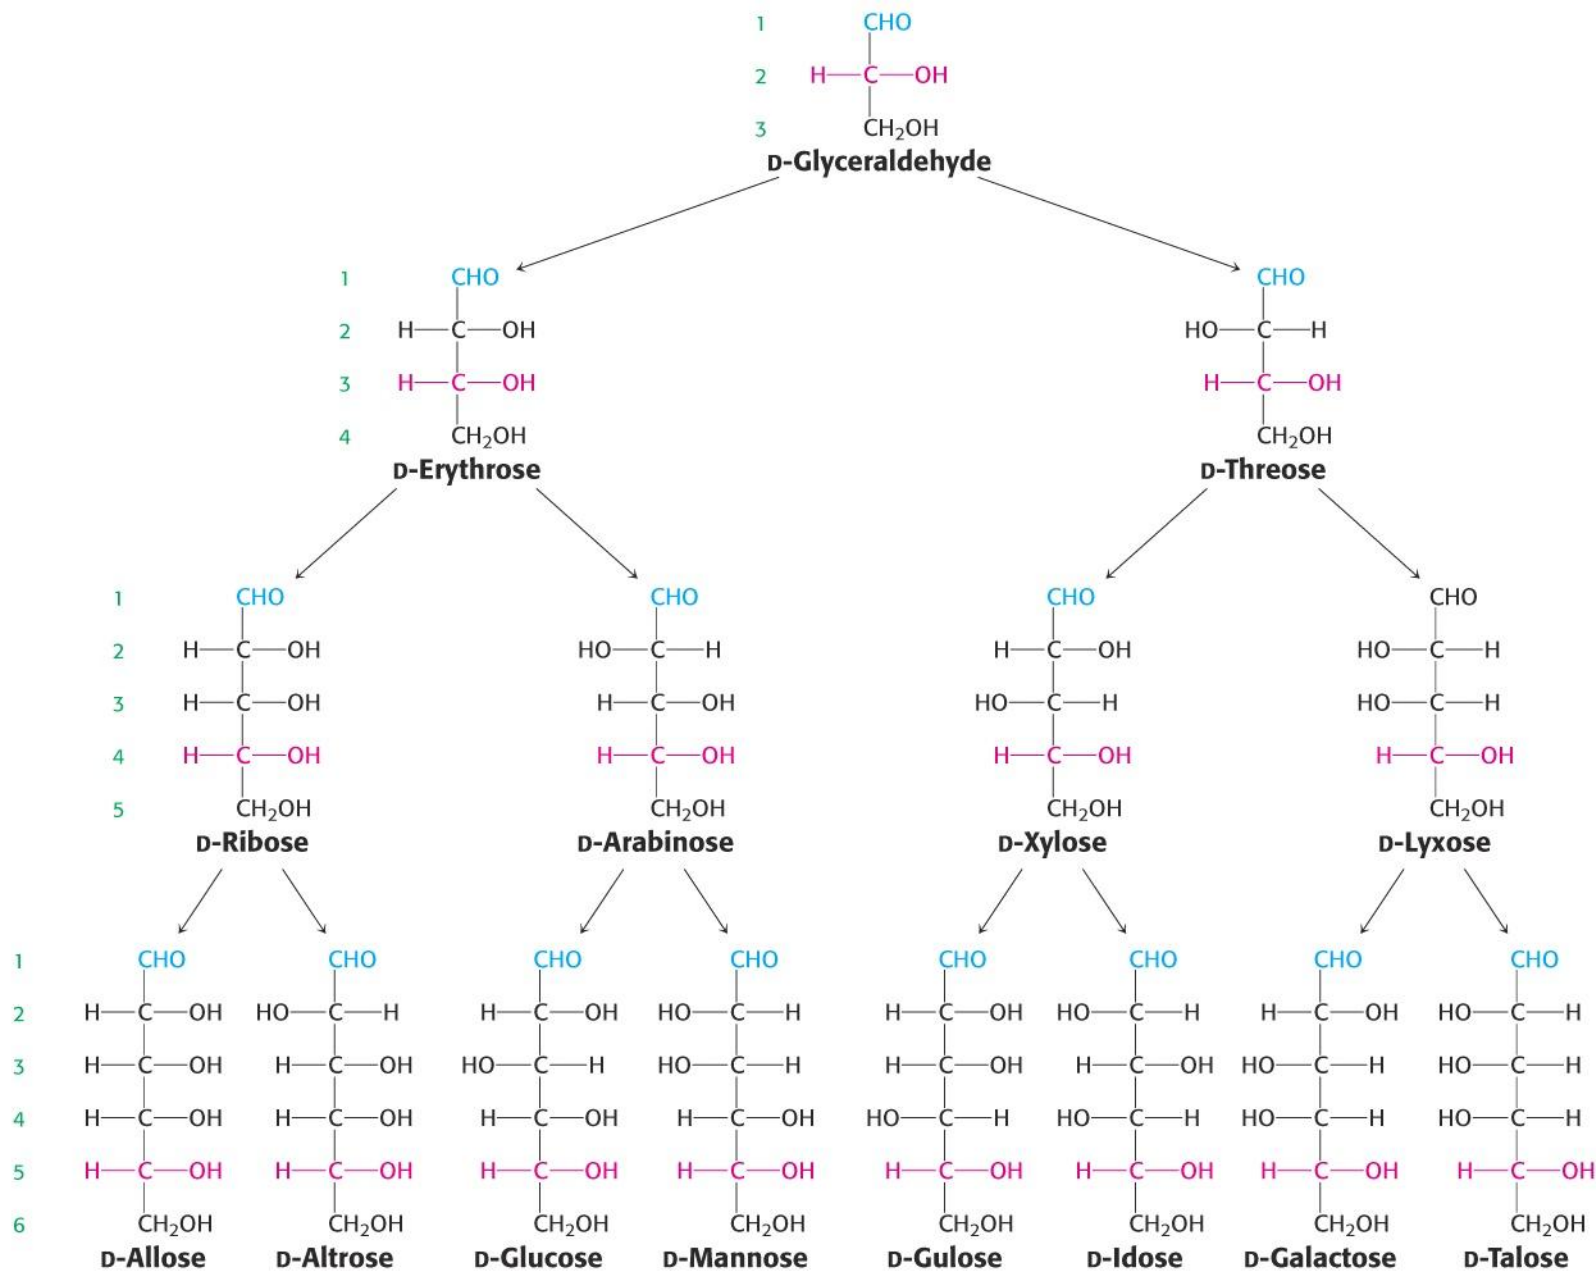 1 CHO
2 H C OH
3 CH₂OH
D-Glyceraldehyde
1 CHO CHO
2 H C OH HO C H
3 H C OH H C OH
4 CH₂OH CH₂OH
D-Erythrose D-Threose
1 CHO CHO CHO CHO
2 H C OH HO C H H C OH HO C H
3 H C OH H C OH HO C H HO C H
4 H C OH H C OH H C OH H C OH
5 CH₂OH CH₂OH CH₂OH CH₂OH
D-Ribose D-Arabinose D-Xylose D-Lyxose
1 CHO CHO CHO CHO CHO CHO CHO CHO
2 H C OH HO C H H C OH HO C H H C OH HO C H H C OH HO C H
3 H C OH H C OH HO C H HO C H H C OH H C OH HO C H HO C H
4 H C OH H C OH H C OH H C OH HO C H HO C H HO C H HO C H
5 H C OH H C OH H C OH H C OH H C OH H C OH H C OH H C OH
6 CH₂OH CH₂OH CH₂OH CH₂OH CH₂OH CH₂OH CH₂OH CH₂OH
D-Allose D-Altrose D-Glucose D-Mannose D-Gulose D-Idose D-Galactose D-Talose